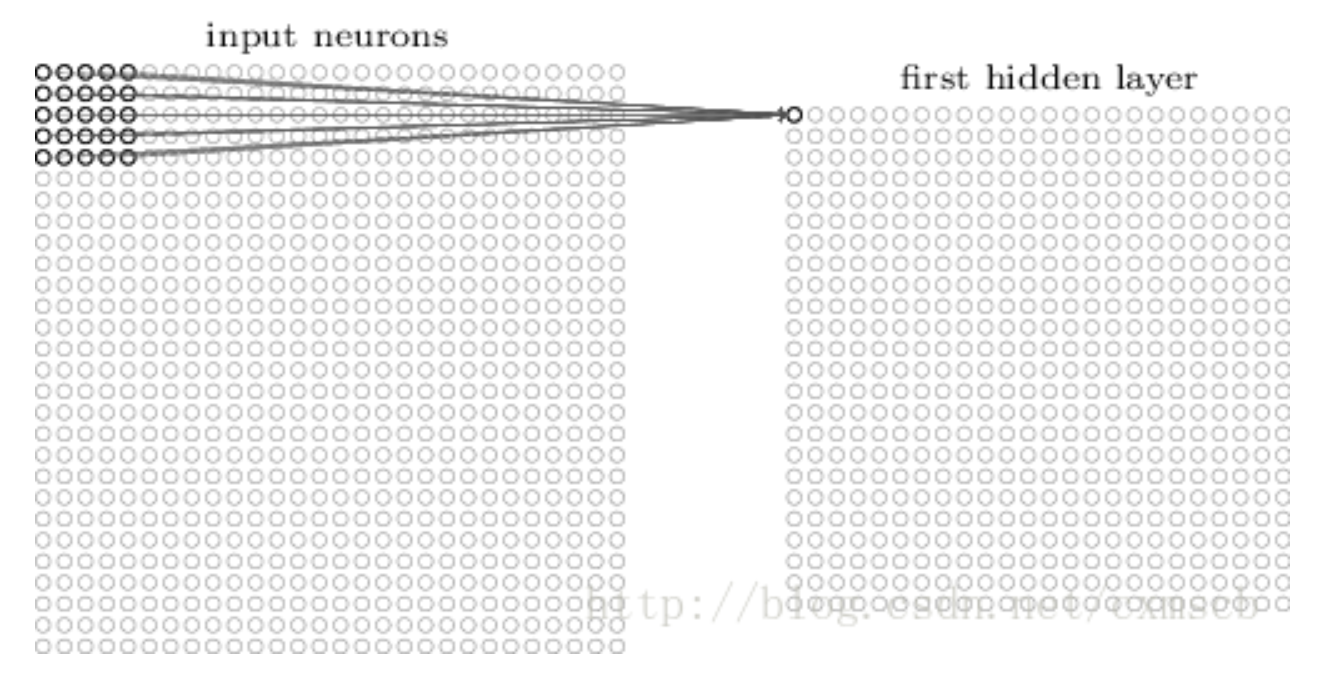 input neurons
first hidden layer
http://blog.csdn.net/cxmscb